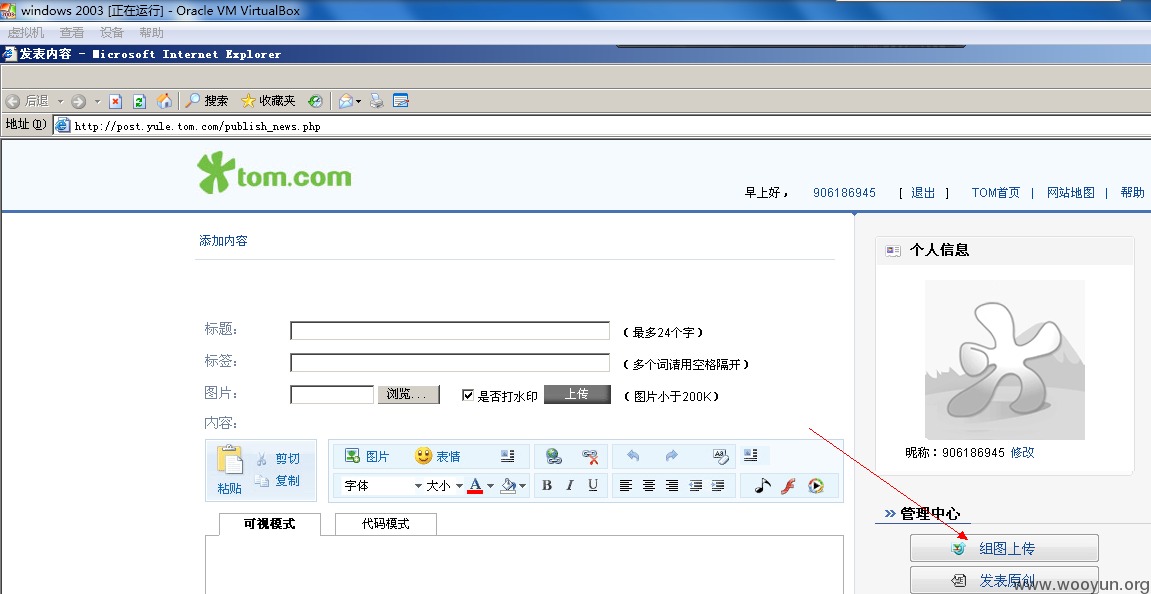 windows 2003 [正在运行] - Oracle VM VirtualBox
虚拟机 查看 设备 帮助
发表内容 - Microsoft Internet Explorer
后退 搜索 收藏夹
地址(D) http://post.yule.tom.com/publish_news.php
tom.com
早上好， 906186945 [ 退出 ] TOM首页 | 网站地图 | 帮助
添加内容
个人信息
标题： （最多24个字）
标签： （多个词请用空格隔开）
图片： 浏览... 是否打水印 上传 （图片小于200K）
内容：
昵称：906186945 修改
粘贴 剪切 复制
图片 表情
字体 大小 A B I U
可视模式 代码模式
管理中心
组图上传
发表原创
www.wooyun.org